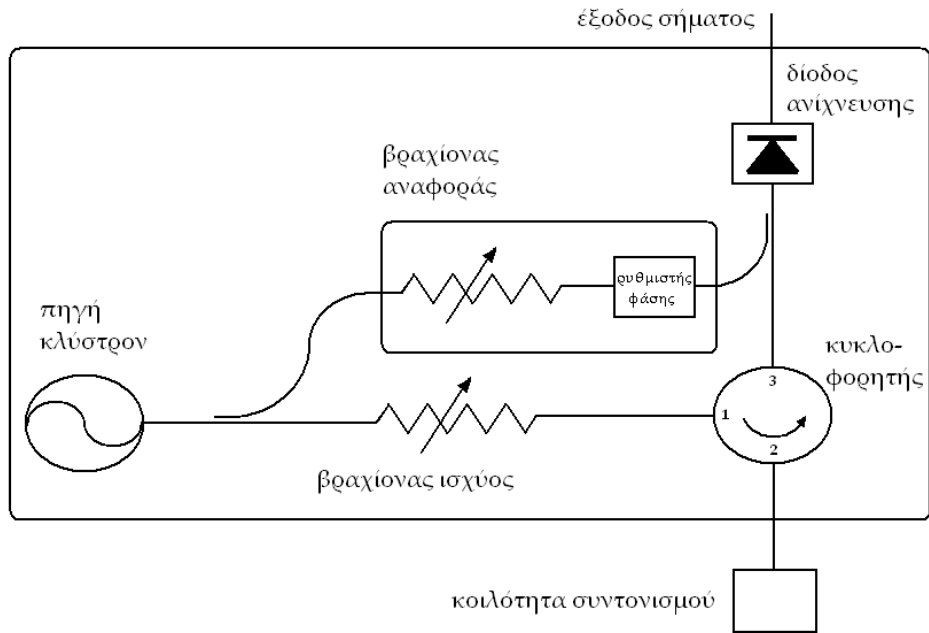 έξοδος σήματος
δίοδος
ανίχνευσης
βραχίονας
αναφοράς
ρυθμιστής
φάσης
πηγή
κλύστρον
κυκλο-
φορητής
3
1
2
βραχίονας ισχύος
κοιλότητα συντονισμού